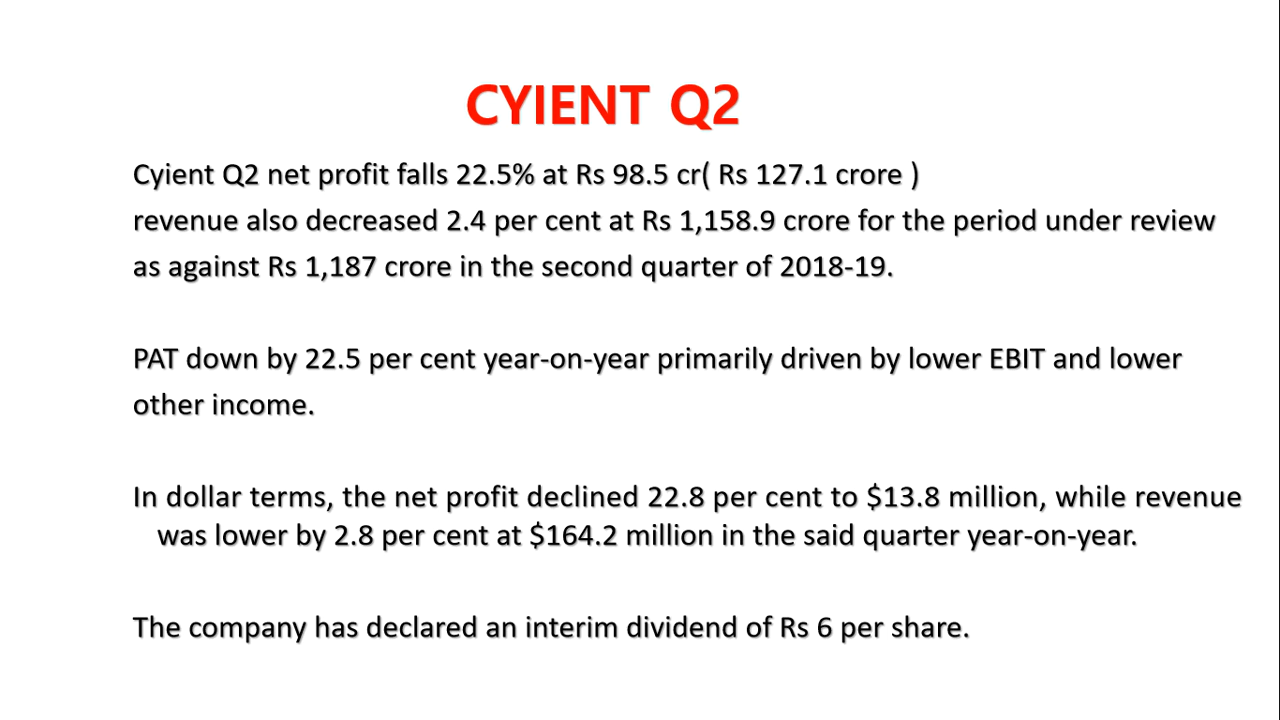 CYIENT Q2
Cyient Q2 net profit falls 22.5% at Rs 98.5 cr( Rs 127.1 crore )
revenue also decreased 2.4 per cent at Rs 1,158.9 crore for the period under review
as against Rs 1,187 crore in the second quarter of 2018-19.
PAT down by 22.5 per cent year-on-year primarily driven by lower EBIT and lower
other income.
In dollar terms, the net profit declined 22.8 per cent to $13.8 million, while revenue
was lower by 2.8 per cent at $164.2 million in the said quarter year-on-year.
The company has declared an interim dividend of Rs 6 per share.